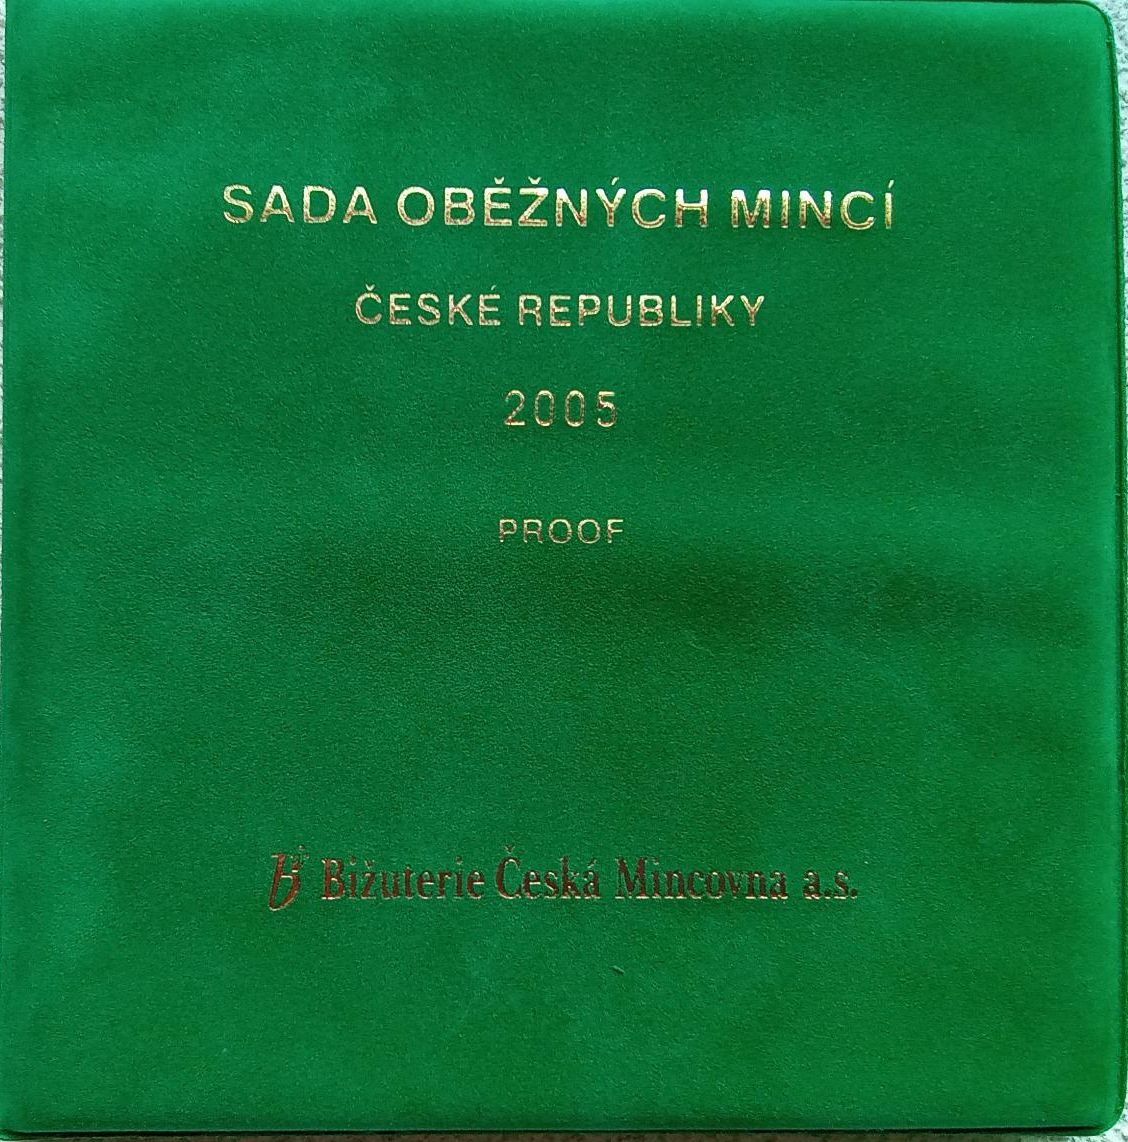 SADA OBĚŽNÝCH MINCÍ
ČESKÉ REPUBLIKY
2005
PROOF
Bižuterie Česká Mincovna a.s.